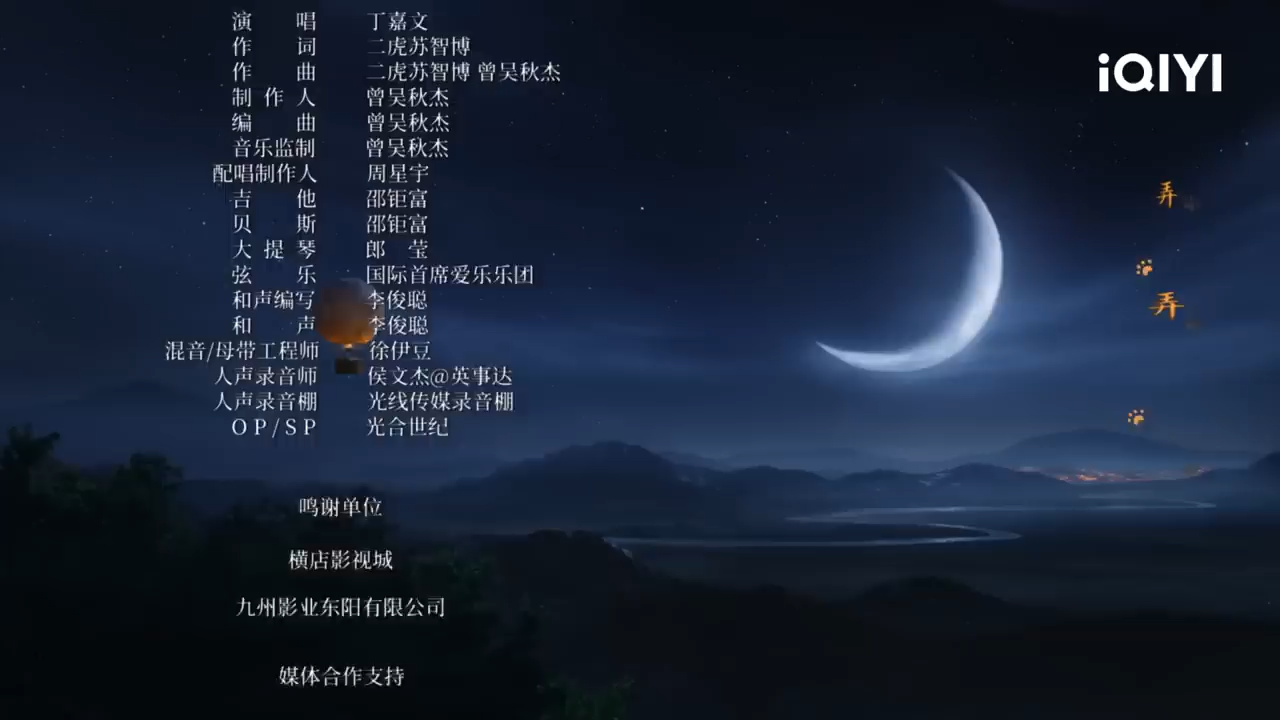 演唱 丁嘉文
作词 二虎苏智博
作曲 二虎苏智博 曾吴秋杰
制作人 曾吴秋杰
编曲 曾吴秋杰
音乐监制 曾吴秋杰
配唱制作人 周星宇
吉他 邵钜富
贝斯 邵钜富
大提琴 郎莹
弦乐 国际首席爱乐乐团
和声编写 李俊聪
和声 李俊聪
混音/母带工程师 徐伊豆
人声录音师 侯文杰@英事达
人声录音棚 光线传媒录音棚
OP/SP 光合世纪
鸣谢单位
横店影视城
九州影业东阳有限公司
媒体合作支持
iQIYI
弄
弄